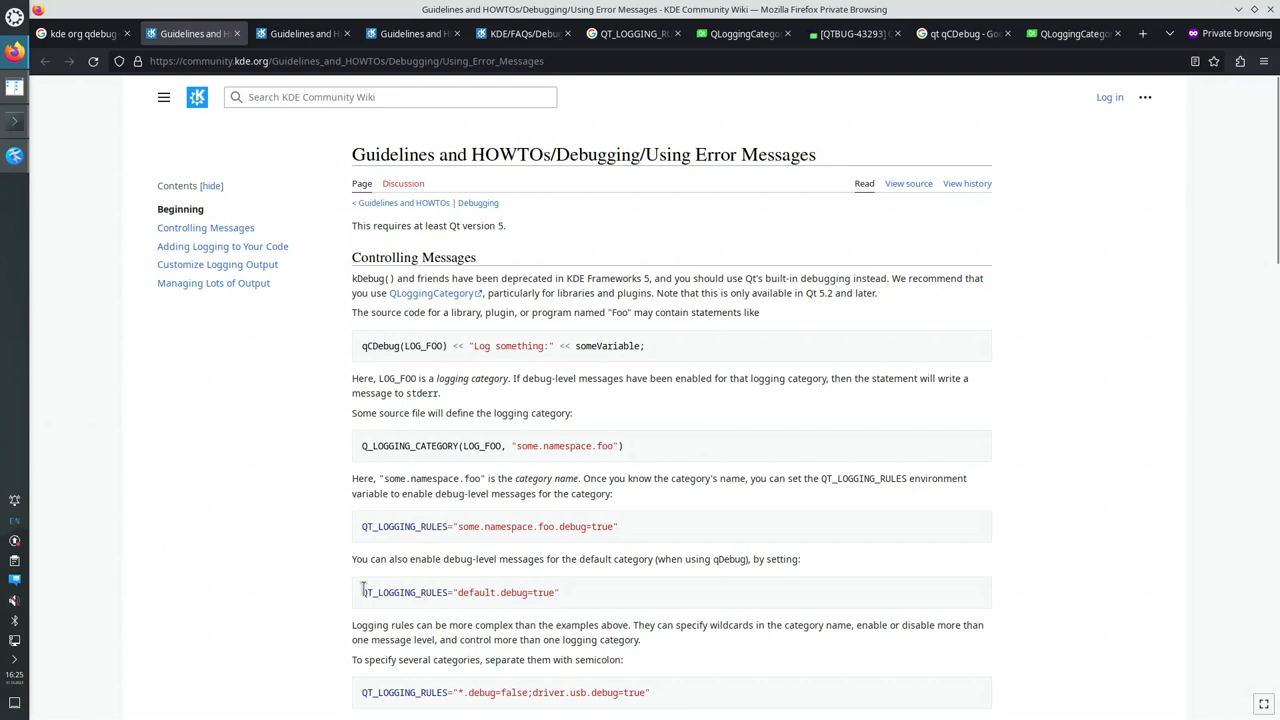 Guidelines and HOWTOs/Debugging/Using Error Messages - KDE Community Wiki — Mozilla Firefox Private Browsing
kde org qdebug
Guidelines and H
Guidelines and H
Guidelines and H
KDE/FAQs/Debu
QT_LOGGING_RU
QLoggingCatego
[QTBUG-43293]
qt qCDebug - Goo
QLoggingCatego
Private browsing
https://community.kde.org/Guidelines_and_HOWTOs/Debugging/Using_Error_Messages
Search KDE Community Wiki
Log in
Guidelines and HOWTOs/Debugging/Using Error Messages
Contents [hide]
Beginning
Controlling Messages
Adding Logging to Your Code
Customize Logging Output
Managing Lots of Output
Page Discussion
Read View source View history
< Guidelines and HOWTOs | Debugging
This requires at least Qt version 5.
Controlling Messages
kDebug() and friends have been deprecated in KDE Frameworks 5, and you should use Qt's built-in debugging instead. We recommend that
you use QLoggingCategory, particularly for libraries and plugins. Note that this is only available in Qt 5.2 and later.
The source code for a library, plugin, or program named "Foo" may contain statements like
qCDebug(LOG_FOO) << "Log something:" << someVariable;
Here, LOG_FOO is a logging category. If debug-level messages have been enabled for that logging category, then the statement will write a
message to stderr.
Some source file will define the logging category:
Q_LOGGING_CATEGORY(LOG_FOO, "some.namespace.foo")
Here, "some.namespace.foo" is the category name. Once you know the category's name, you can set the QT_LOGGING_RULES environment
variable to enable debug-level messages for the category:
QT_LOGGING_RULES="some.namespace.foo.debug=true"
You can also enable debug-level messages for the default category (when using qDebug), by setting:
QT_LOGGING_RULES="default.debug=true"
Logging rules can be more complex than the examples above. They can specify wildcards in the category name, enable or disable more than
one message level, and control more than one logging category.
To specify several categories, separate them with semicolon:
QT_LOGGING_RULES="*.debug=false;driver.usb.debug=true"
EN
16:25